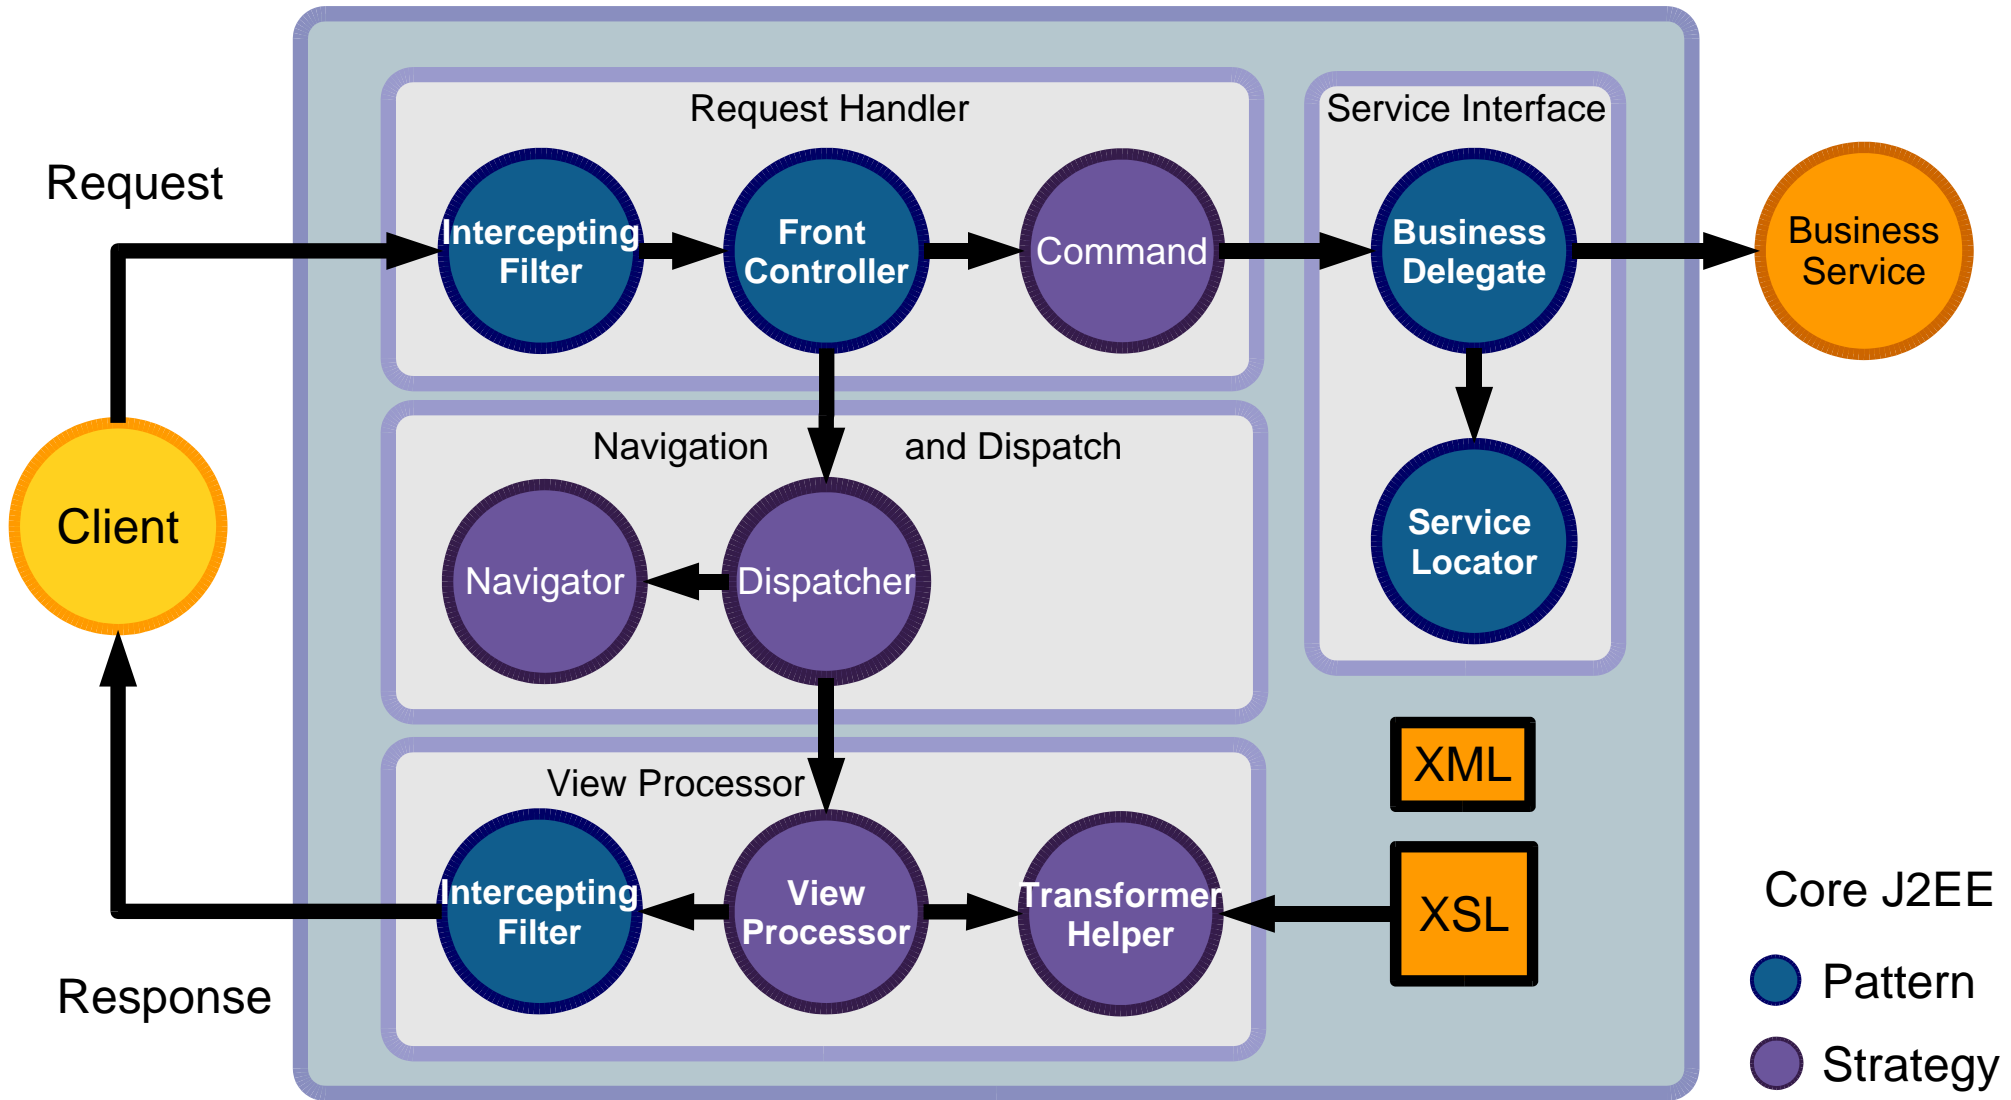 Request Handler
Service Interface
Request
Intercepting
Filter
Front
Controller
Command
Business
Delegate
Business
Service
Navigation and Dispatch
Client
Navigator
Dispatcher
Service
Locator
View Processor
XML
Intercepting
Filter
View
Processor
Transformer
Helper
XSL
Response
Core J2EE
Pattern
Strategy